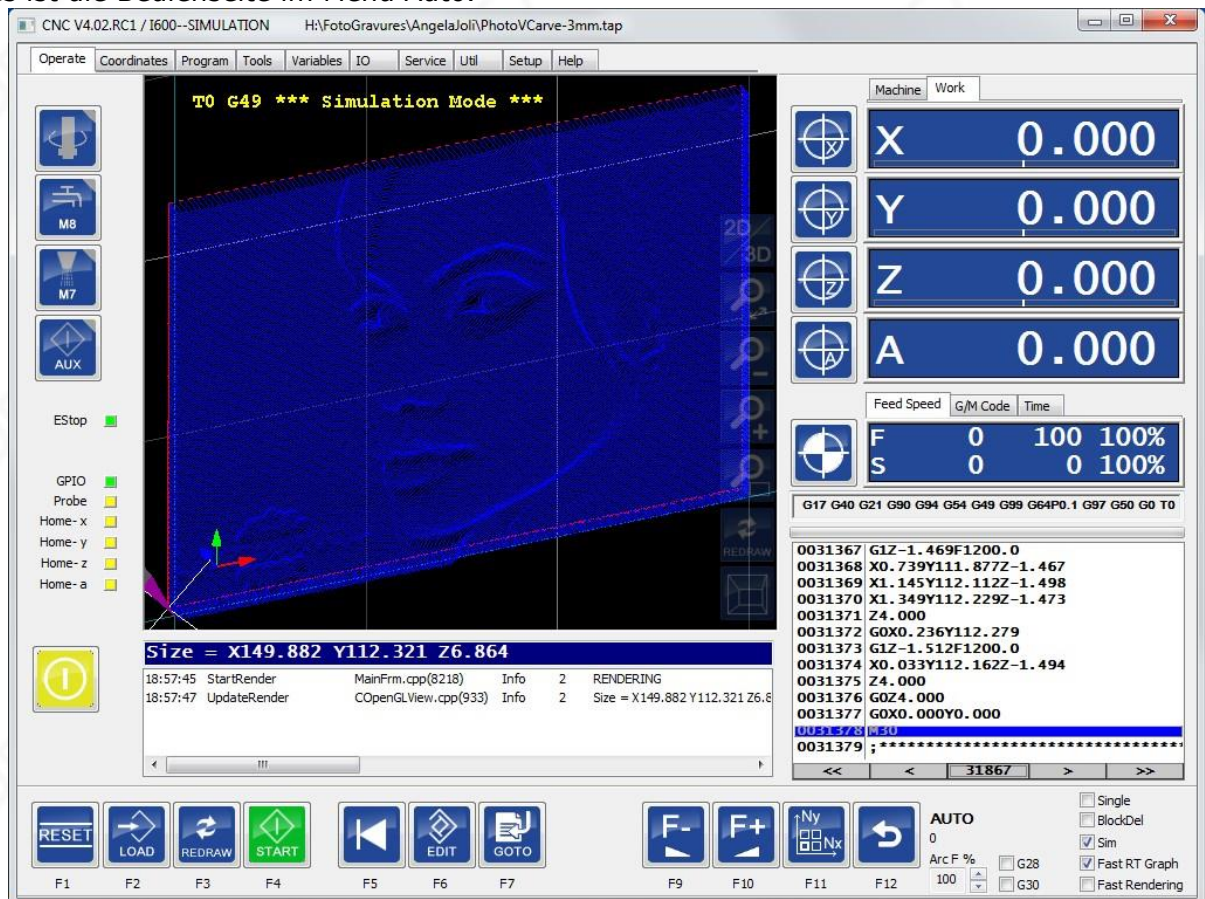 s ist die Bedienseite im Menü Auto.
CNC V4.02.RC1 / I600--SIMULATION H:\FotoGravures\AngelaJoli\PhotoVCarve-3mm.tap
Operate Coordinates Program Tools Variables IO Service Util Setup Help
T0 G49 *** Simulation Mode ***
M8
M7
AUX
EStop
GPIO
Probe
Home- x
Home- y
Home- z
Home- a
2D
3D
REDRAW
Size = X149.882 Y112.321 Z6.864
18:57:45 StartRender MainFrm.cpp(8218) Info 2 RENDERING
18:57:47 UpdateRender COpenGLView.cpp(933) Info 2 Size = X149.882 Y112.321 Z6.8
Machine Work
X X 0.000
Y Y 0.000
Z Z 0.000
A A 0.000
Feed Speed G/M Code Time
F 0 100 100%
S 0 0 100%
G17 G40 G21 G90 G94 G54 G49 G99 G64P0.1 G97 G50 G0 T0
0031367 G1Z-1.469F1200.0
0031368 X0.739Y111.877Z-1.467
0031369 X1.145Y112.112Z-1.498
0031370 X1.349Y112.229Z-1.473
0031371 Z4.000
0031372 G0X0.236Y112.279
0031373 G1Z-1.512F1200.0
0031374 X0.033Y112.162Z-1.494
0031375 Z4.000
0031376 G0Z4.000
0031377 G0X0.000Y0.000
0031378 M30
0031379 ;**********************************
<< < 31867 > >>
RESET LOAD REDRAW START EDIT GOTO F- F+ Ny Nx
F1 F2 F3 F4 F5 F6 F7 F9 F10 F11 F12
AUTO
0
Arc F %
100
G28
G30
Single
BlockDel
Sim
Fast RT Graph
Fast Rendering